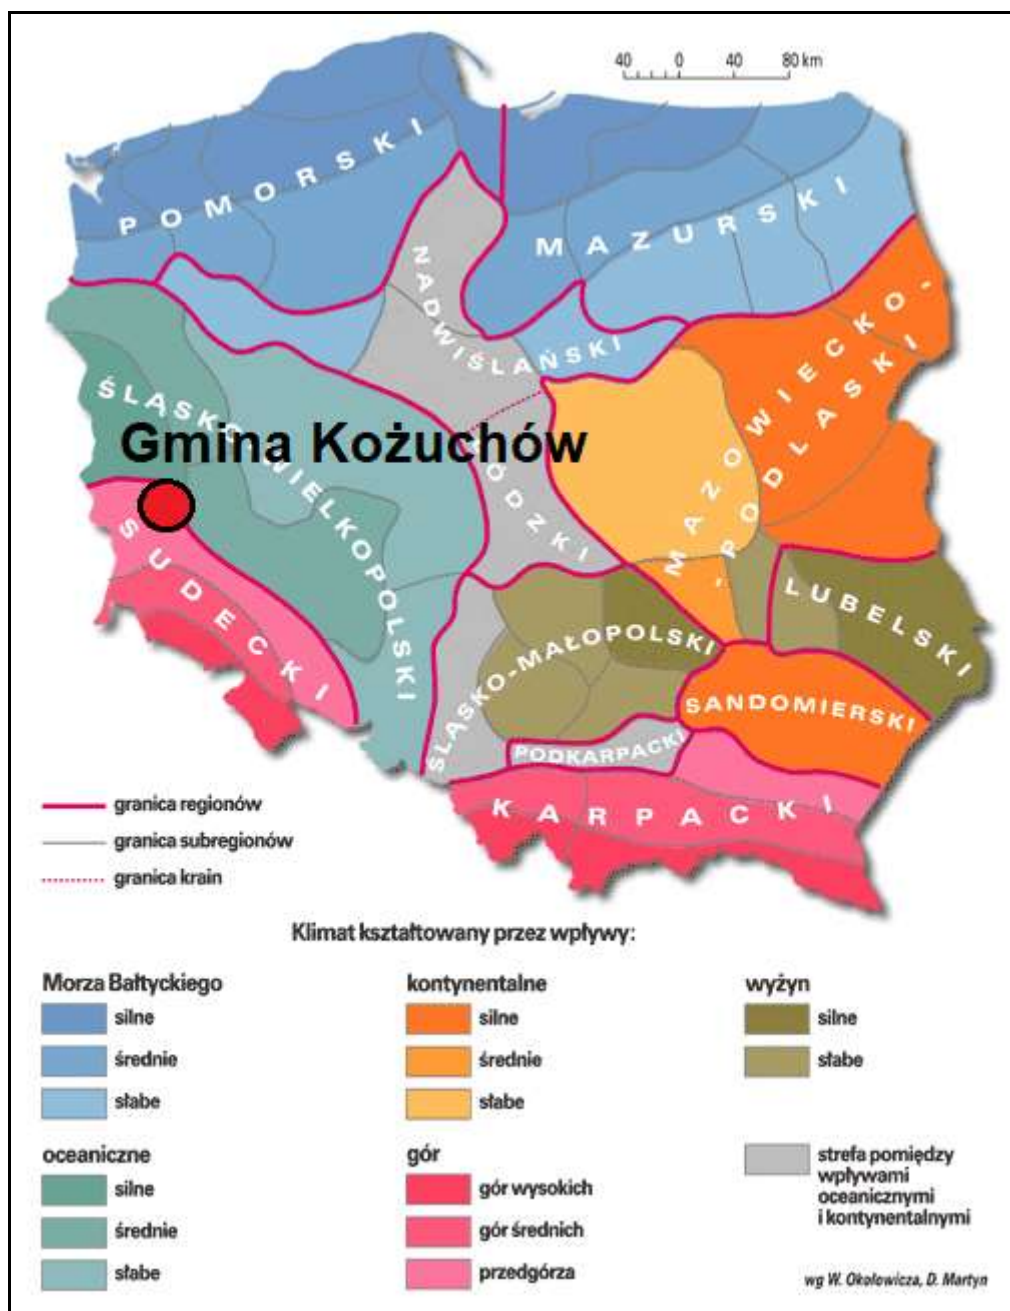 40 0 40 80 km
POMORSKI
MAZURSKI
NADWIŚLAŃSKI
MAZOWIECKO-
-PODLASKI
ŚLĄSKO-WIELKOPOLSKI
Gmina Kożuchów
ŁÓDZKI
SUDECKI
LUBELSKI
ŚLĄSKO-MAŁOPOLSKI
SANDOMIERSKI
PODKARPACKI
KARPACKI
granica regionów
granica subregionów
granica krain
Klimat kształtowany przez wpływy:
Morza Bałtyckiego
silne
średnie
słabe
kontynentalne
silne
średnie
słabe
wyżyn
silne
słabe
oceaniczne
silne
średnie
słabe
gór
gór wysokich
gór średnich
przedgórza
strefa pomiędzy
wpływami
oceanicznymi
i kontynentalnymi
wg W. Okołowicza, D. Martyn